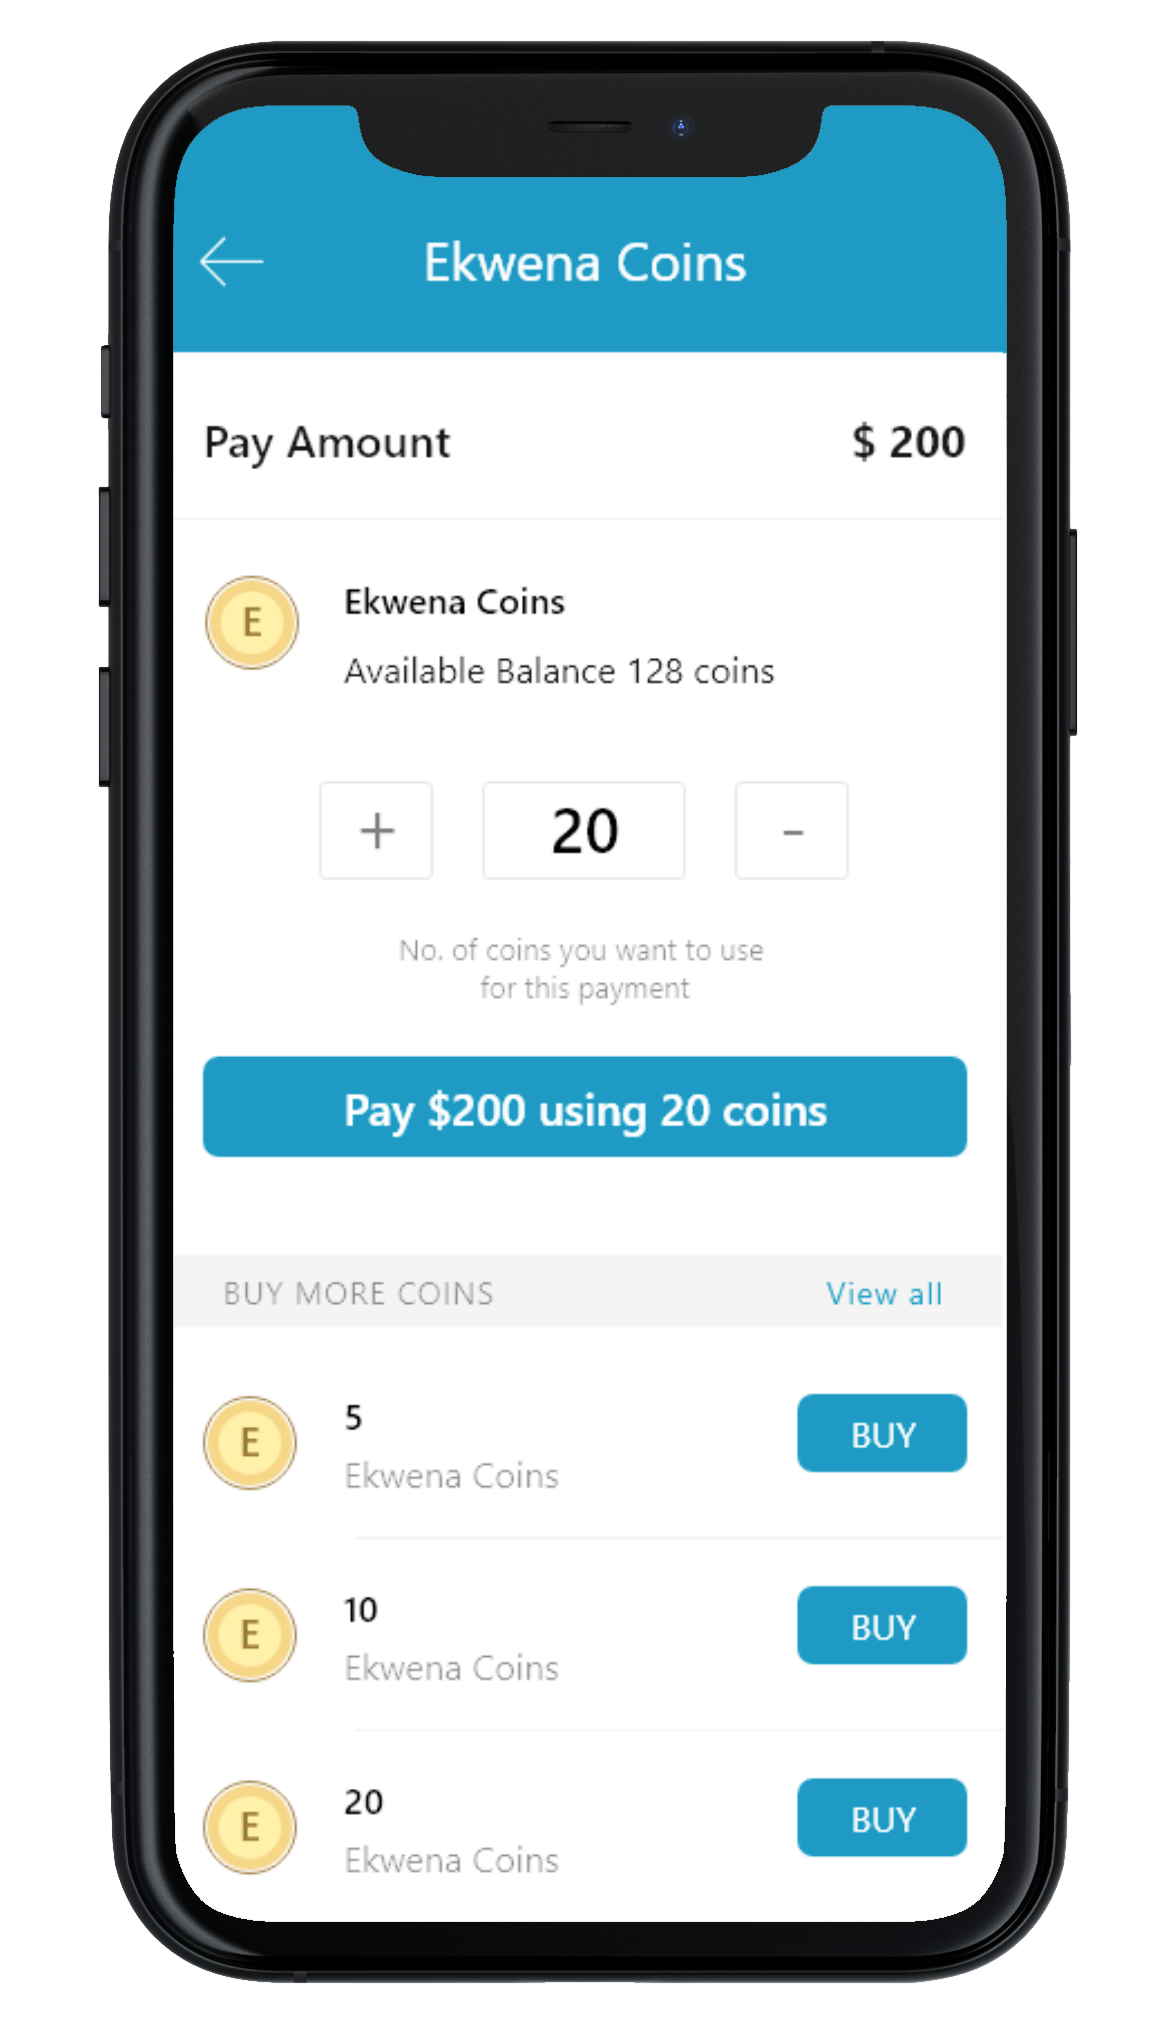 Ekwena Coins
Pay Amount $ 200
E
Ekwena Coins
Available Balance 128 coins
+ 20 -
No. of coins you want to use
for this payment
Pay $200 using 20 coins
BUY MORE COINS View all
E
5
Ekwena Coins
BUY
E
10
Ekwena Coins
BUY
E
20
Ekwena Coins
BUY